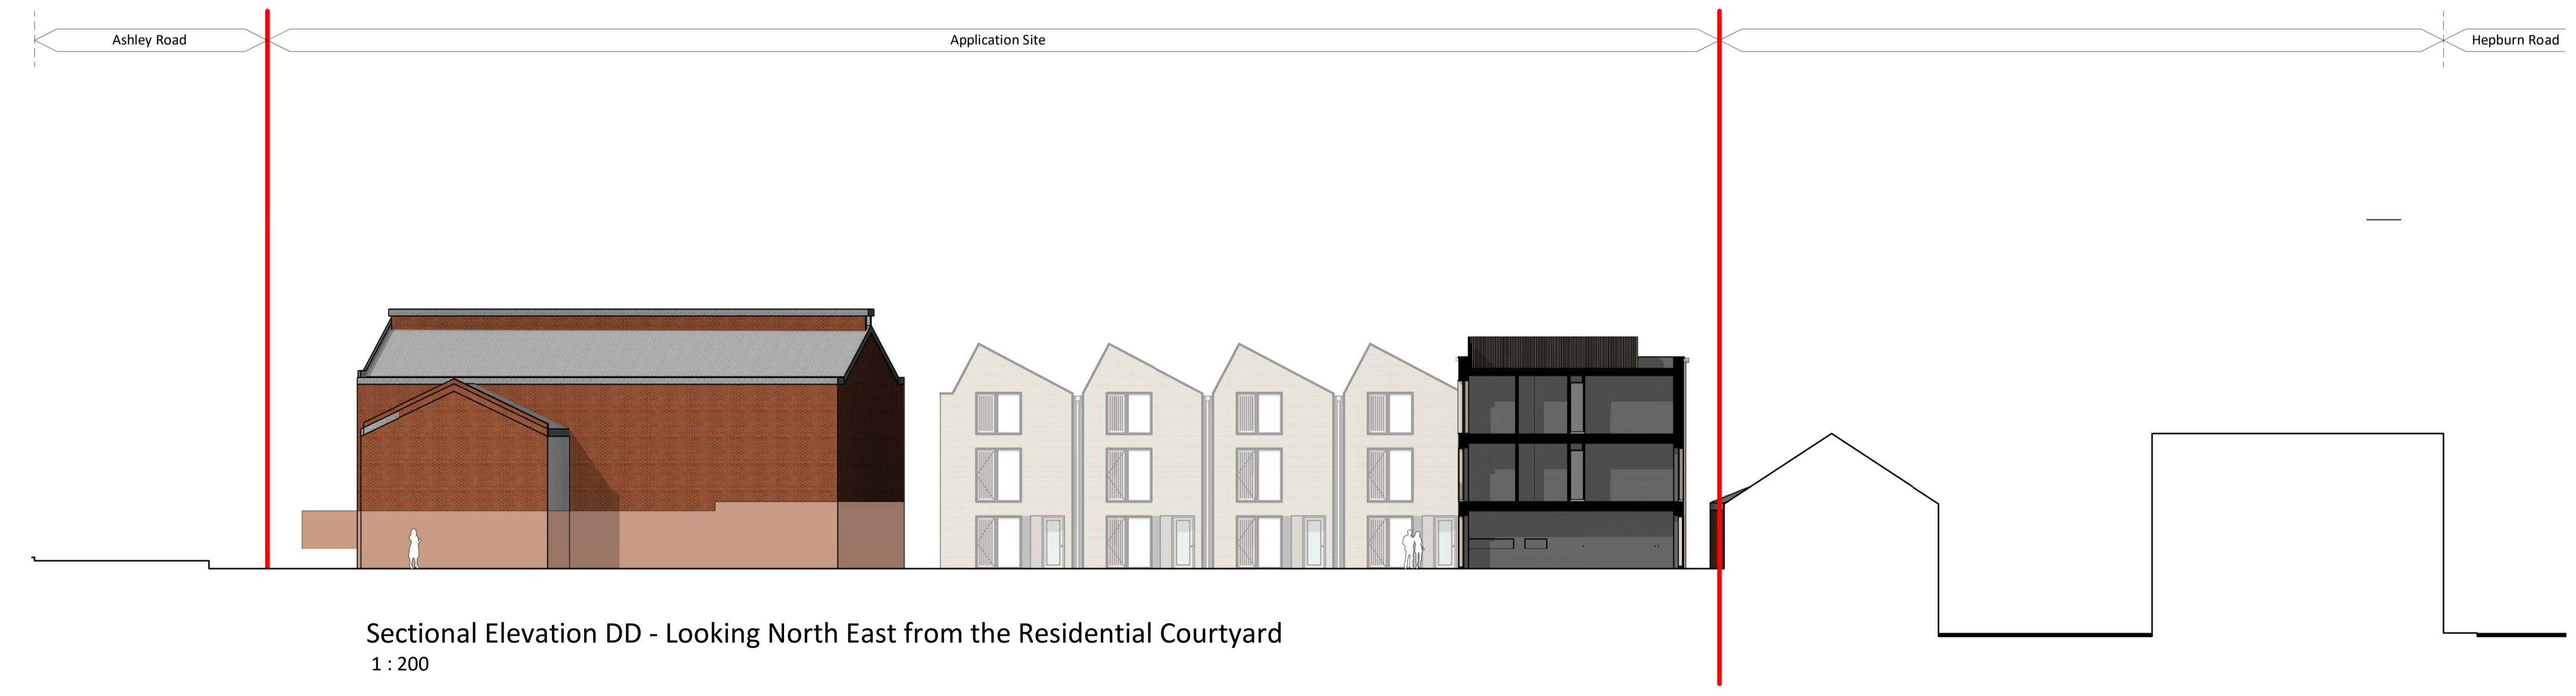 Ashley Road
Application Site
Hepburn Road
Sectional Elevation DD - Looking North East from the Residential Courtyard
1 : 200